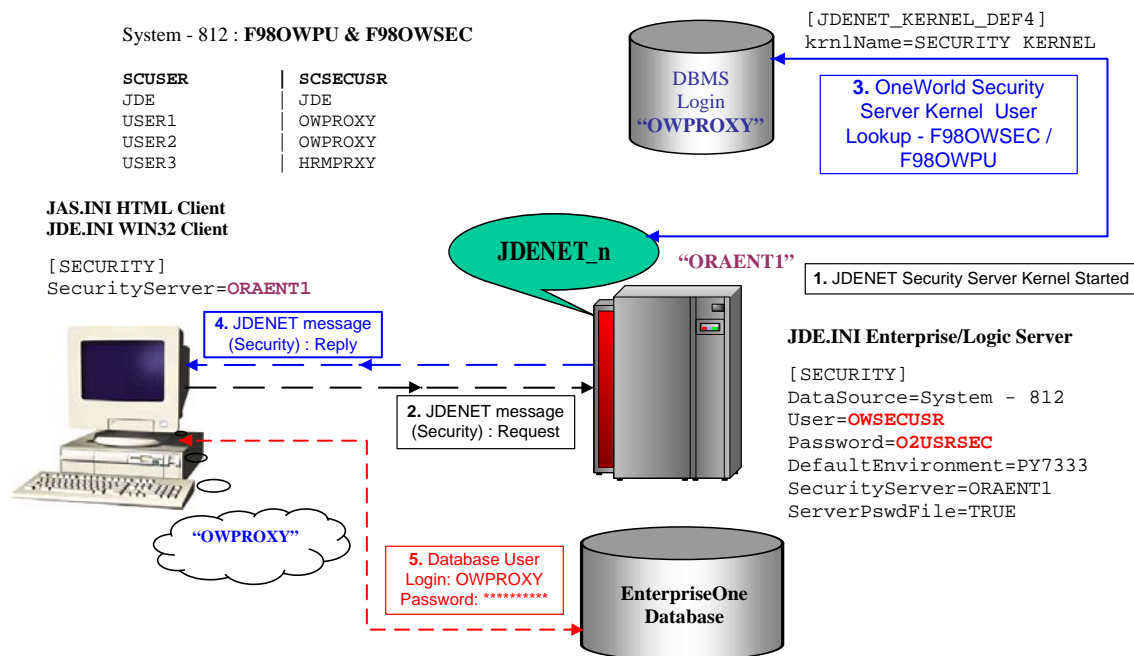 System - 812 : F98OWPU & F98OWSEC
SCUSER | SCSECUSR
JDE | JDE
USER1 | OWPROXY
USER2 | OWPROXY
USER3 | HRMPRXY
DBMS
Login
“OWPROXY”
[JDENET_KERNEL_DEF4]
krnlName=SECURITY KERNEL
3. OneWorld Security
Server Kernel User
Lookup - F98OWSEC /
F98OWPU
JAS.INI HTML Client
JDE.INI WIN32 Client
[SECURITY]
SecurityServer=ORAENT1
JDENET_n
“ORAENT1”
1. JDENET Security Server Kernel Started
4. JDENET message
(Security) : Reply
2. JDENET message
(Security) : Request
JDE.INI Enterprise/Logic Server
[SECURITY]
DataSource=System - 812
User=OWSECUSR
Password=O2USRSEC
DefaultEnvironment=PY7333
SecurityServer=ORAENT1
ServerPswdFile=TRUE
“OWPROXY”
5. Database User
Login: OWPROXY
Password: **********
EnterpriseOne
Database